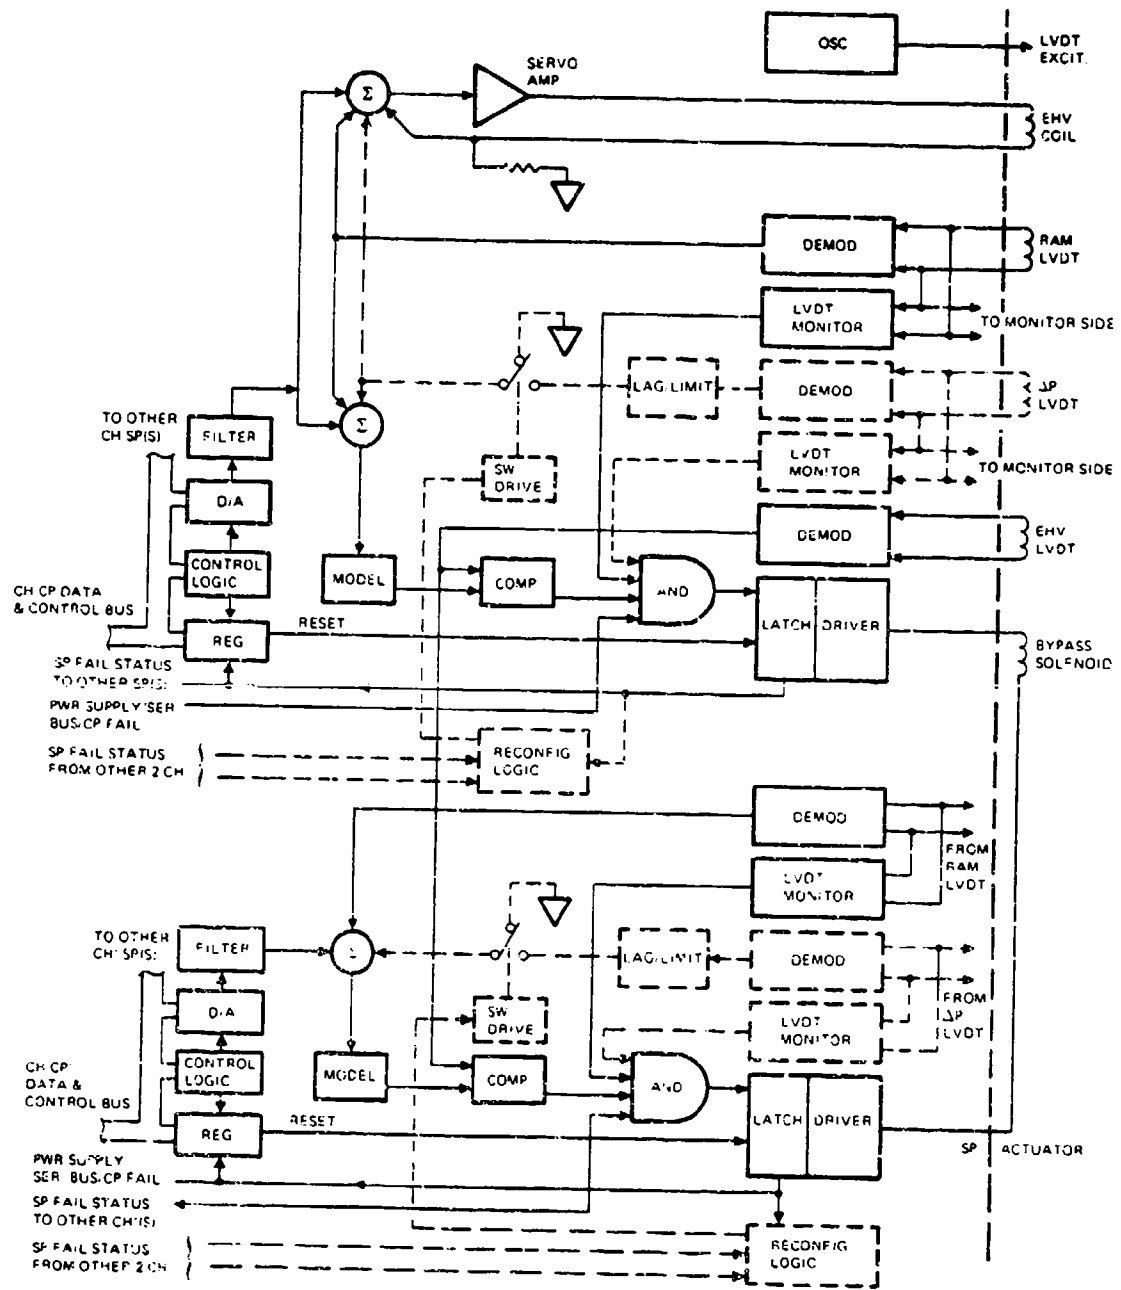 OSC
LVDT
EXCIT.
SERVO
AMP
Σ
EHV
COIL
DEMOD
RAM
LVDT
LVDT
MONITOR
TO MONITOR SIDE
LAG/LIMIT
DEMOD
ΔP
LVDT
Σ
TO OTHER
CH SP(S)
FILTER
LVDT
MONITOR
TO MONITOR SIDE
SW
DRIVE
D/A
DEMOD
EHV
LVDT
CONTROL
LOGIC
MODEL
COMP
AND
CH CP DATA
& CONTROL BUS
REG
RESET
LATCH
DRIVER
BYPASS
SOLENOID
SP FAIL STATUS
TO OTHER SP(S)
PWR SUPPLY/SER
BUS/CP FAIL
SP FAIL STATUS
FROM OTHER 2 CH
RECONFIG
LOGIC
DEMOD
FROM
RAM
LVDT
LVDT
MONITOR
TO OTHER
CH SP(S)
FILTER
Σ
LAG/LIMIT
DEMOD
FROM
ΔP
LVDT
D/A
SW
DRIVE
LVDT
MONITOR
CONTROL
LOGIC
MODEL
COMP
AND
CH CP
DATA &
CONTROL BUS
REG
RESET
LATCH
DRIVER
SP
ACTUATOR
PWR SUPPLY
SER BUS/CP FAIL
SP FAIL STATUS
TO OTHER CH(S)
SP FAIL STATUS
FROM OTHER 2 CH
RECONFIG
LOGIC